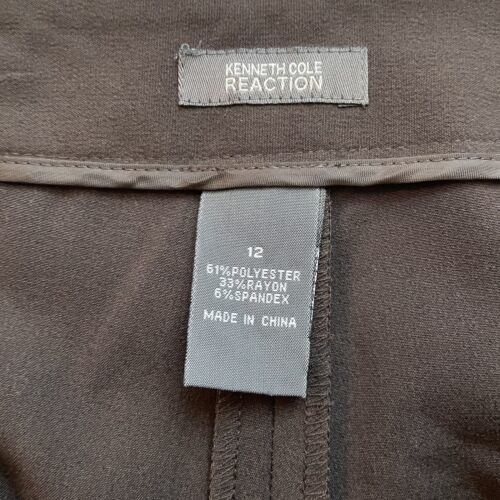 KENNETH COLE
REACTION
12
61%POLYESTER
33%RAYON
6%SPANDEX
MADE IN CHINA